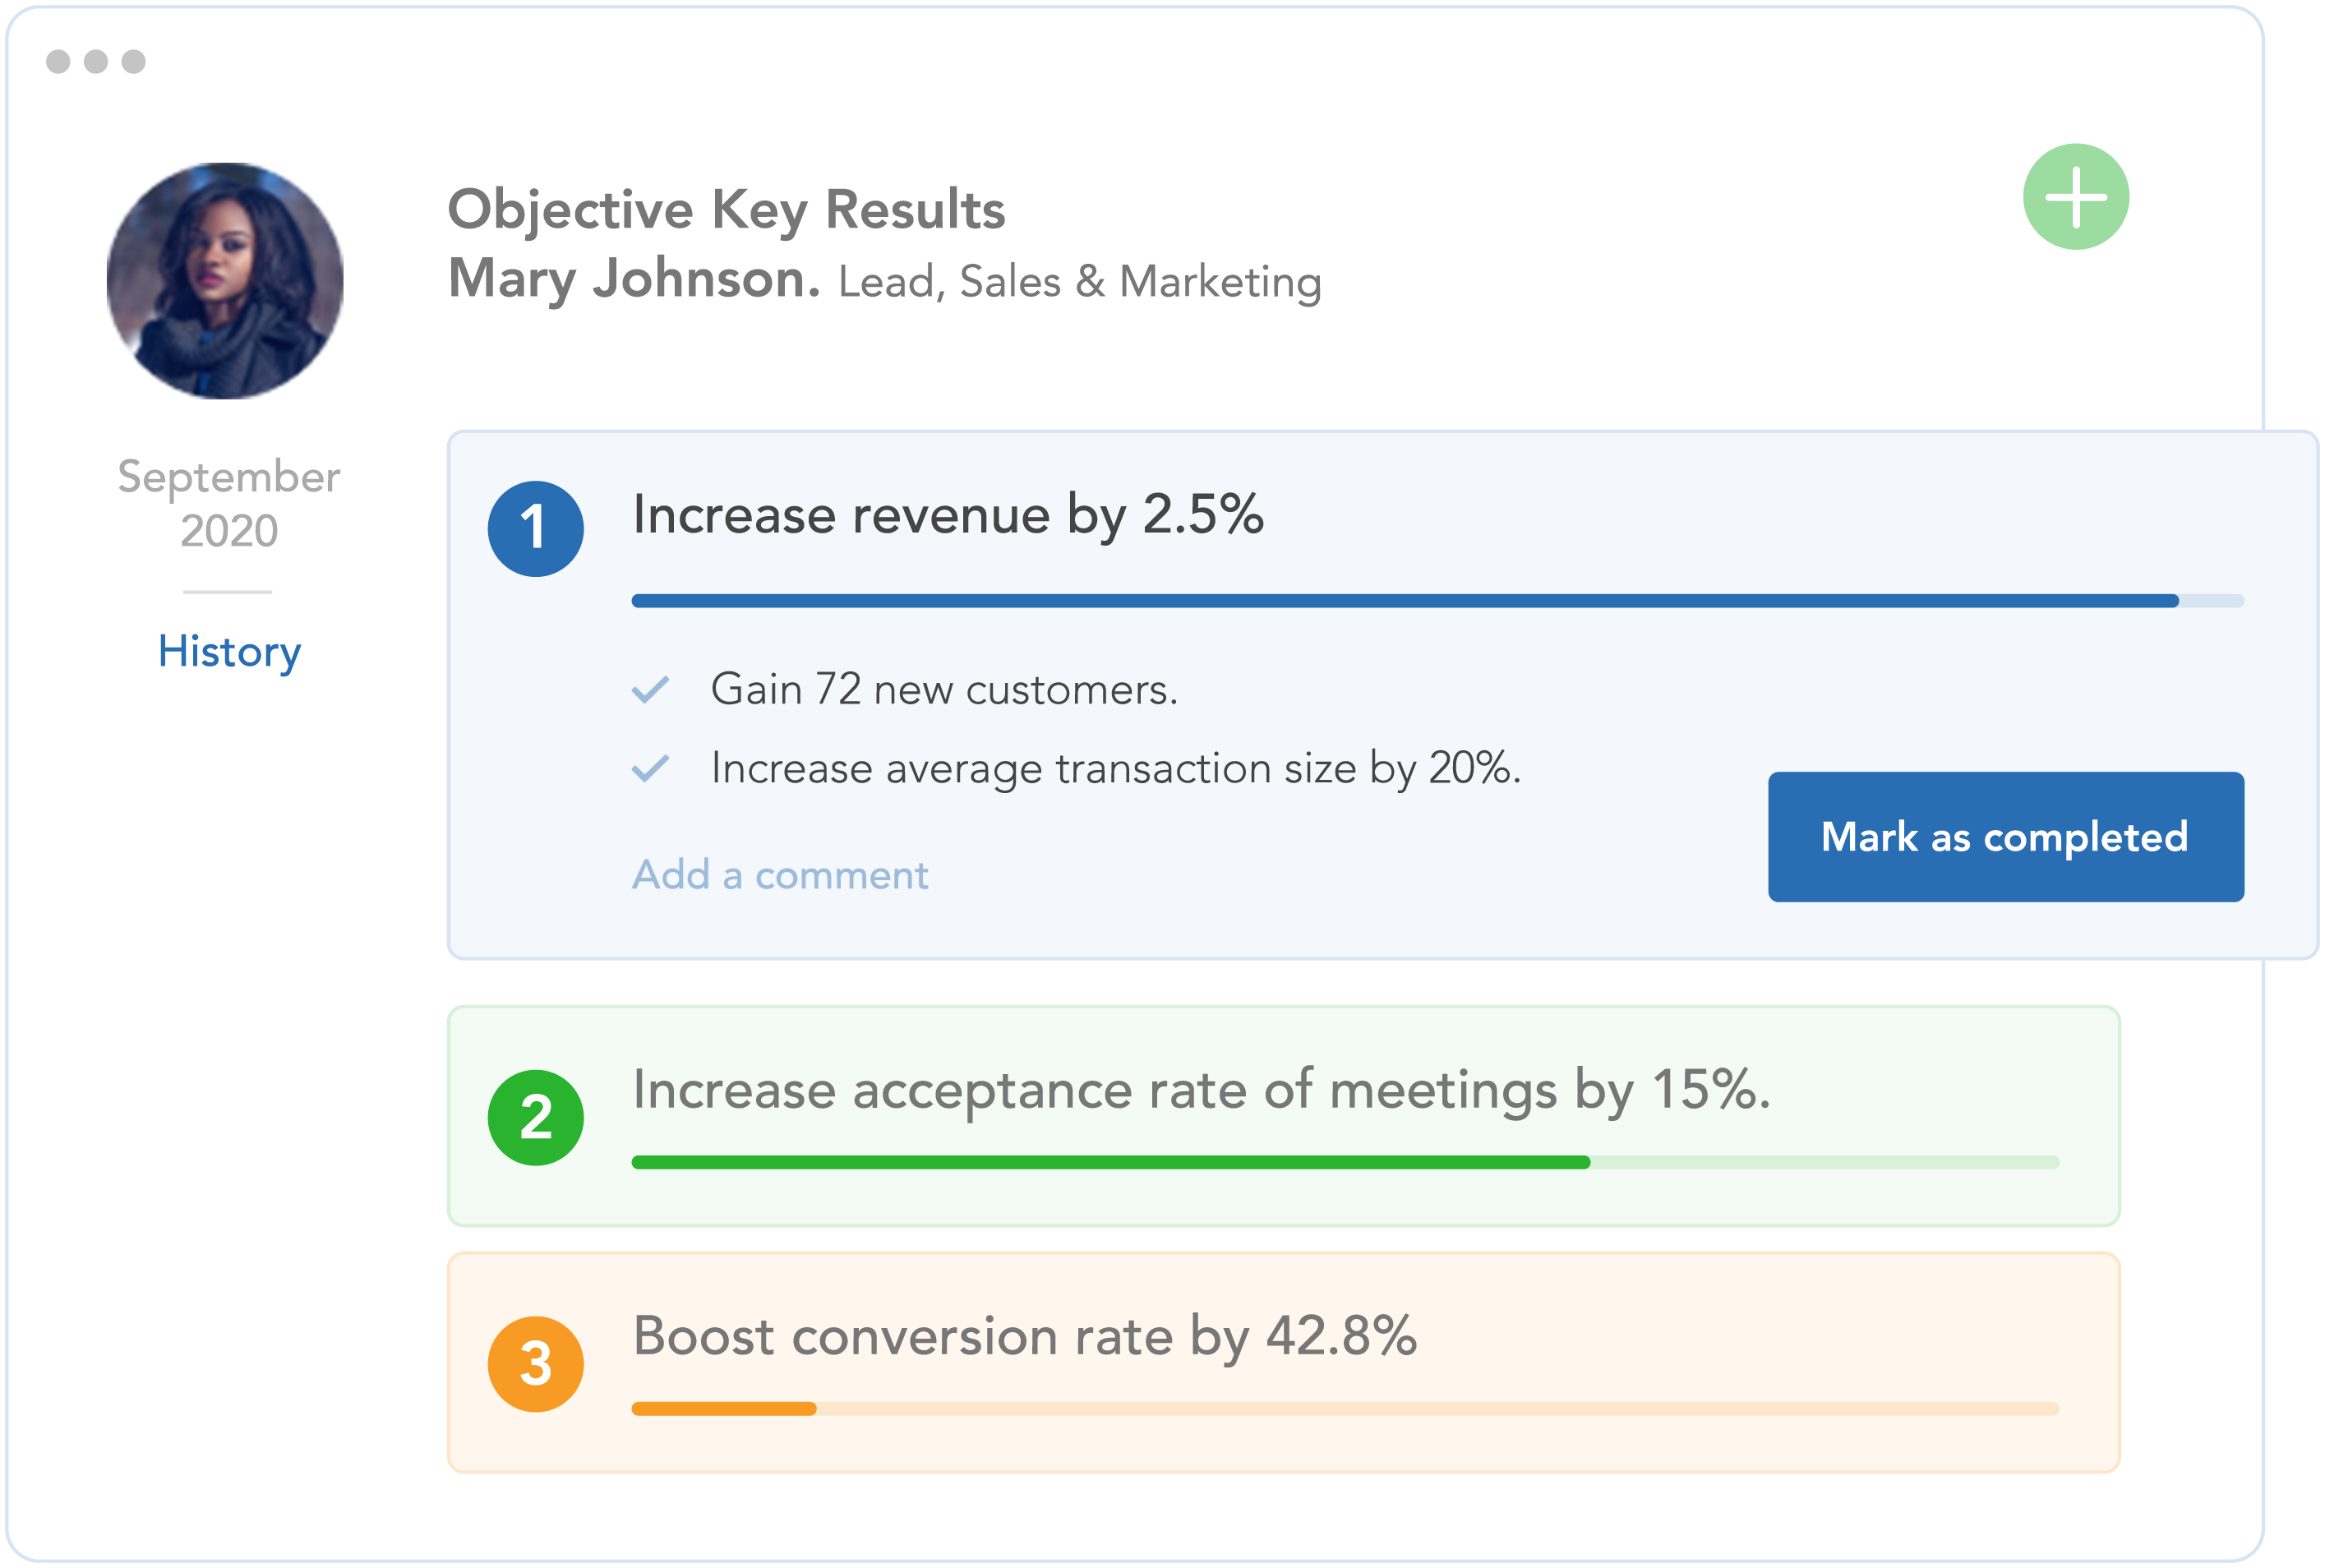 Objective Key Results
Mary Johnson. Lead, Sales & Marketing
September
2020
History
1
Increase revenue by 2.5%
Gain 72 new customers.
Increase average transaction size by 20%.
Add a comment
Mark as completed
2
Increase acceptance rate of meetings by 15%.
3
Boost conversion rate by 42.8%